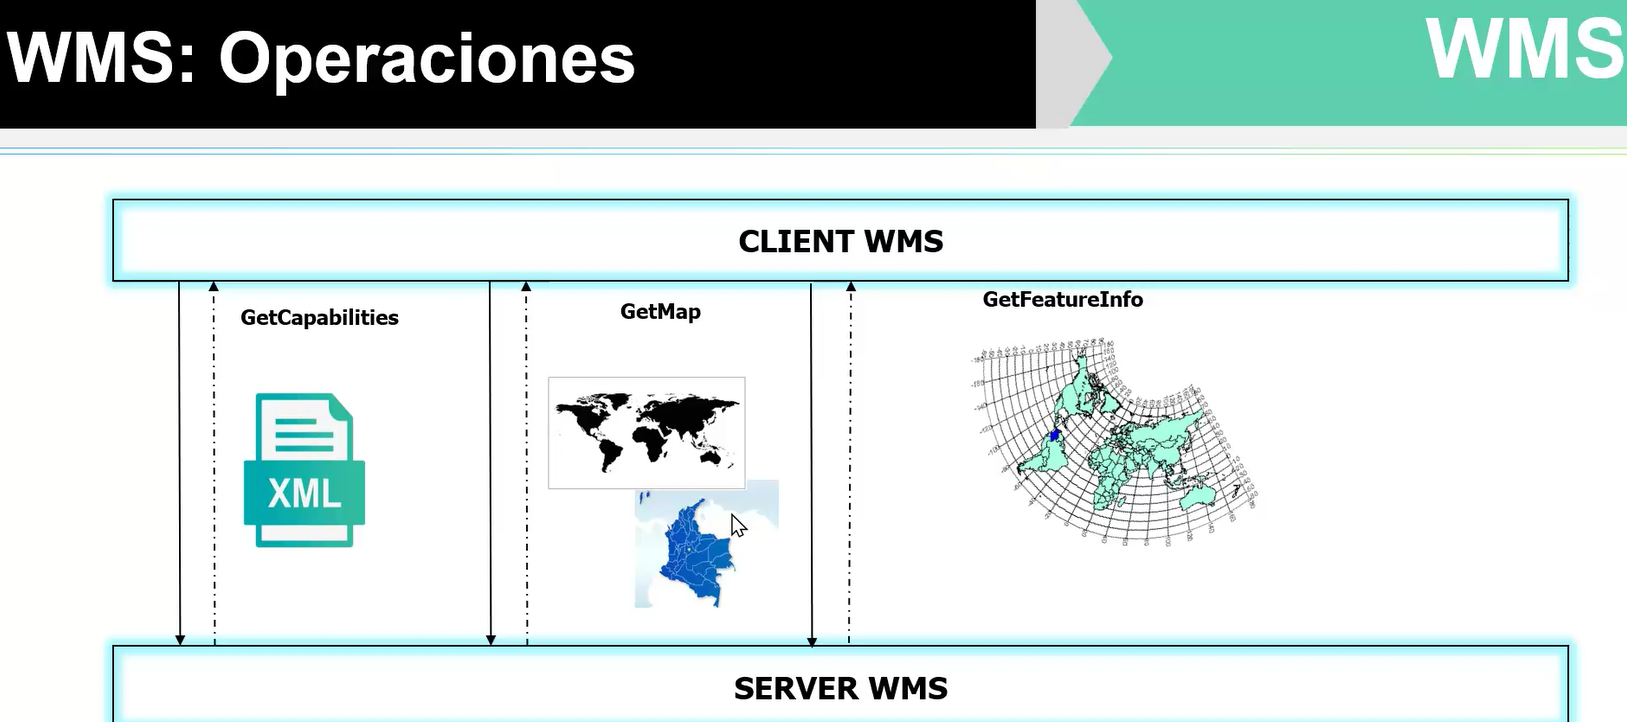 WMS: Operaciones
WMS
CLIENT WMS
GetCapabilities
GetMap
GetFeatureInfo
XML
SERVER WMS